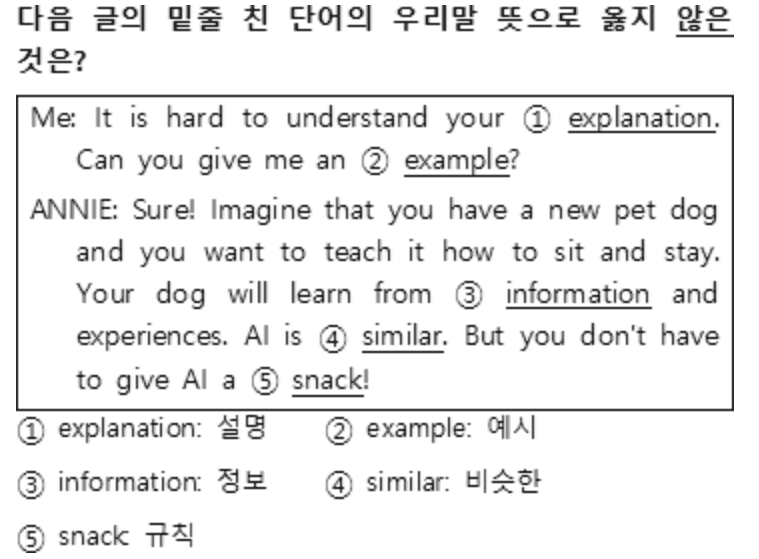 다음 글의 밑줄 친 단어의 우리말 뜻으로 옳지 않은
것은?
Me: It is hard to understand your ① explanation.
Can you give me an ② example?
ANNIE: Sure! Imagine that you have a new pet dog
and you want to teach it how to sit and stay.
Your dog will learn from ③ information and
experiences. AI is ④ similar. But you don't have
to give AI a ⑤ snack!
① explanation: 설명 ② example: 예시
③ information: 정보 ④ similar: 비슷한
⑤ snack: 규칙